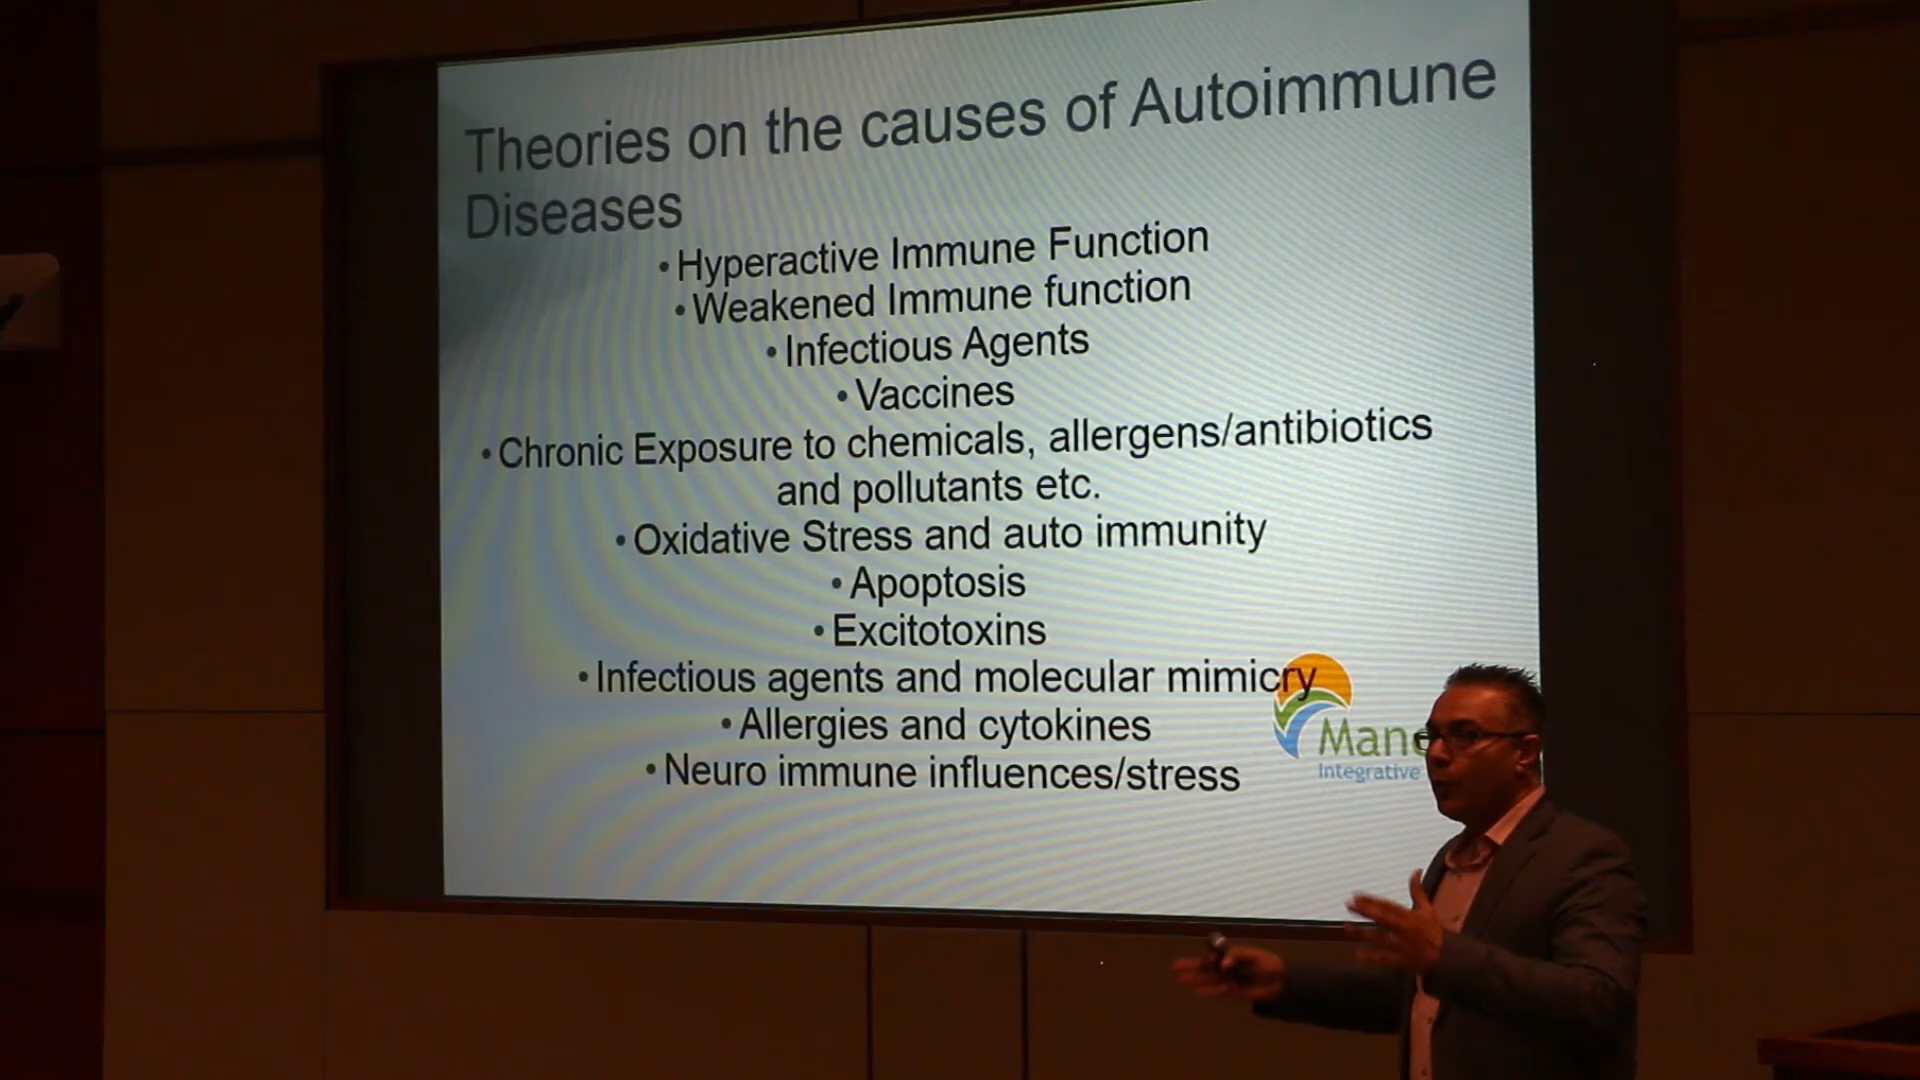 Theories on the causes of Autoimmune
Diseases
• Hyperactive Immune Function
• Weakened Immune function
• Infectious Agents
• Vaccines
• Chronic Exposure to chemicals, allergens/antibiotics
and pollutants etc.
• Oxidative Stress and auto immunity
• Apoptosis
• Excitotoxins
• Infectious agents and molecular mimicry
• Allergies and cytokines
• Neuro immune influences/stress
Integrative